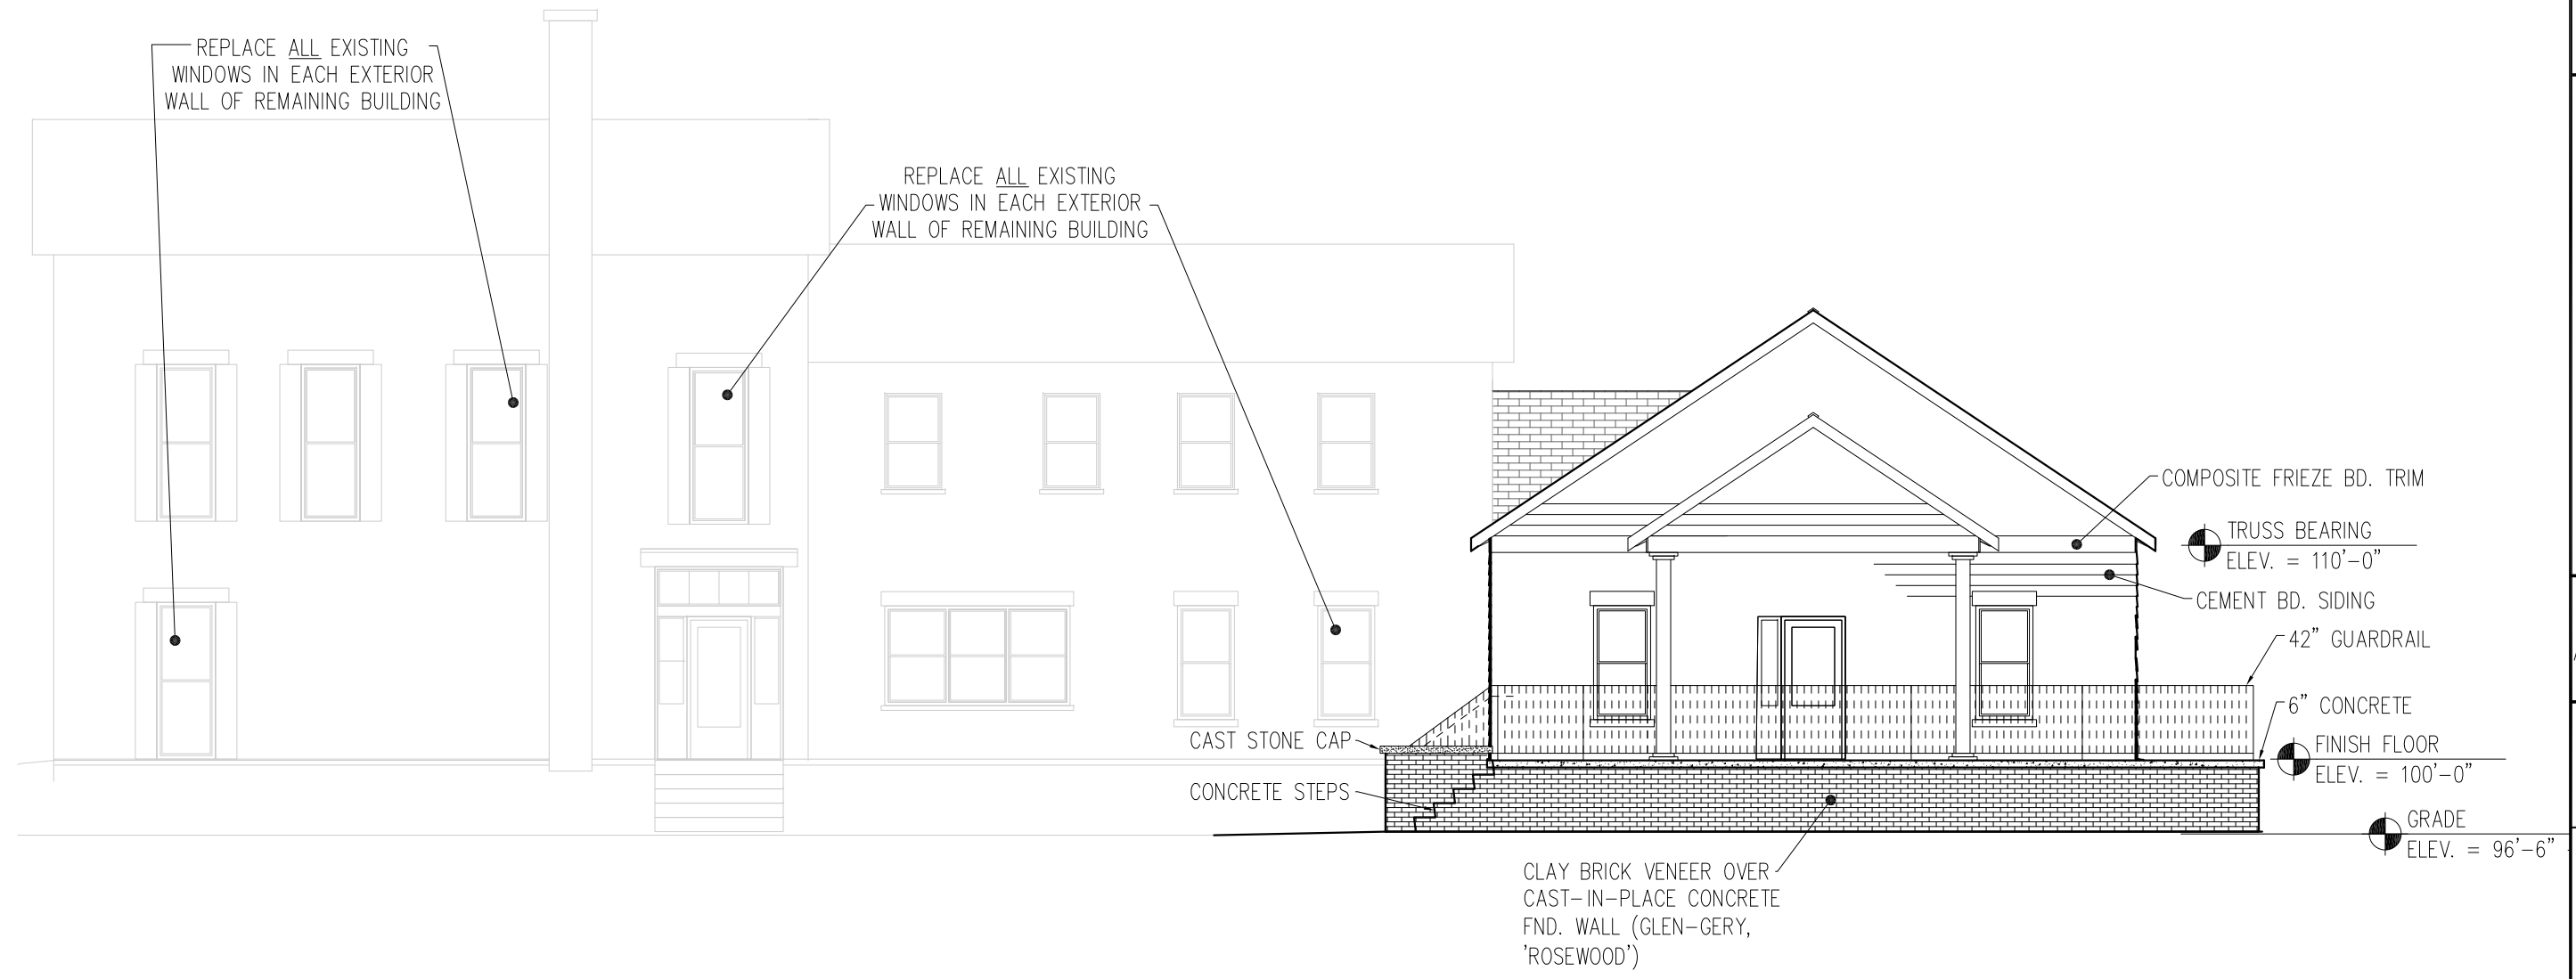 REPLACE ALL EXISTING
WINDOWS IN EACH EXTERIOR
WALL OF REMAINING BUILDING
REPLACE ALL EXISTING
WINDOWS IN EACH EXTERIOR
WALL OF REMAINING BUILDING
COMPOSITE FRIEZE BD. TRIM
TRUSS BEARING
ELEV. = 110'-0"
CEMENT BD. SIDING
42" GUARDRAIL
6" CONCRETE
CAST STONE CAP
FINISH FLOOR
ELEV. = 100'-0"
CONCRETE STEPS
GRADE
ELEV. = 96'-6"
CLAY BRICK VENEER OVER
CAST-IN-PLACE CONCRETE
FND. WALL (GLEN-GERY,
'ROSEWOOD')